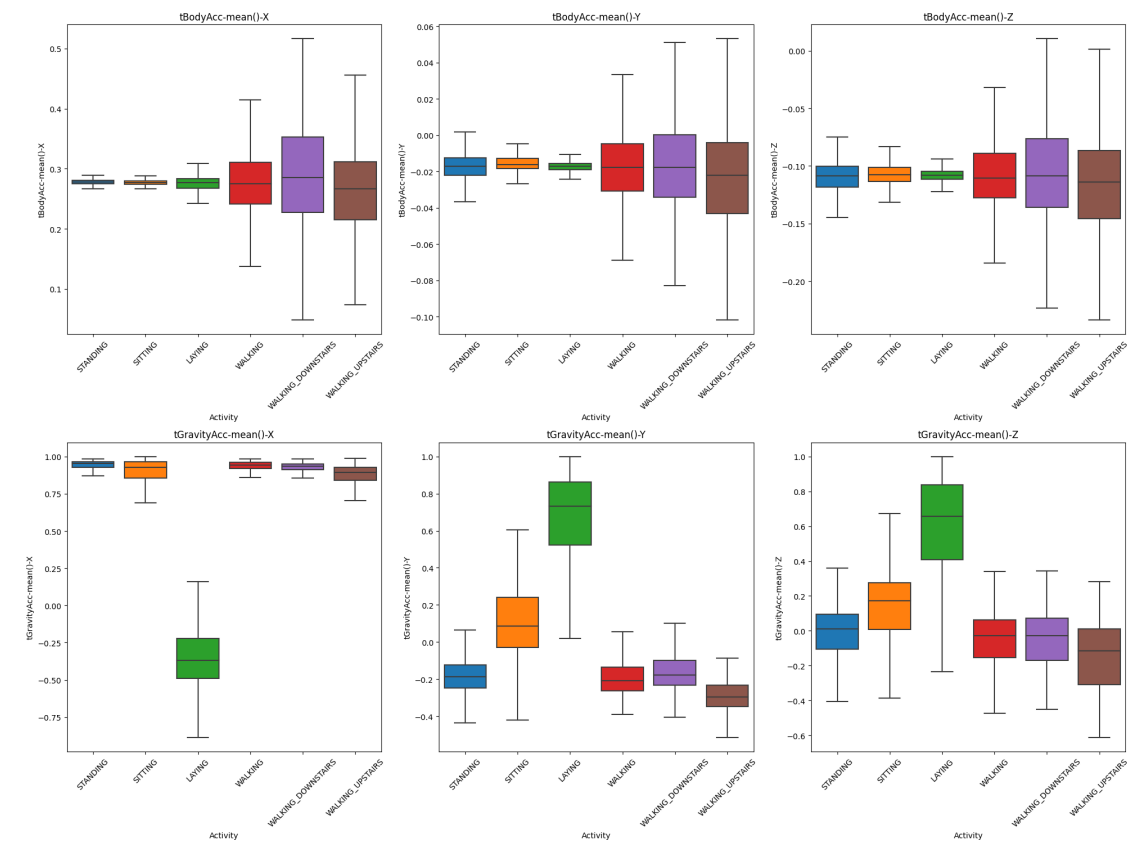 tBodyAcc-mean()-X
tBodyAcc-mean()-X
0.5
0.4
0.3
0.2
0.1
STANDING
SITTING
LAYING
WALKING
WALKING_DOWNSTAIRS
WALKING_UPSTAIRS
Activity
tBodyAcc-mean()-Y
tBodyAcc-mean()-Y
0.06
0.04
0.02
0.00
−0.02
−0.04
−0.06
−0.08
−0.10
STANDING
SITTING
LAYING
WALKING
WALKING_DOWNSTAIRS
WALKING_UPSTAIRS
Activity
tBodyAcc-mean()-Z
tBodyAcc-mean()-Z
0.00
−0.05
−0.10
−0.15
−0.20
STANDING
SITTING
LAYING
WALKING
WALKING_DOWNSTAIRS
WALKING_UPSTAIRS
Activity
tGravityAcc-mean()-X
tGravityAcc-mean()-X
1.00
0.75
0.50
0.25
0.00
−0.25
−0.50
−0.75
STANDING
SITTING
LAYING
WALKING
WALKING_DOWNSTAIRS
WALKING_UPSTAIRS
Activity
tGravityAcc-mean()-Y
tGravityAcc-mean()-Y
1.0
0.8
0.6
0.4
0.2
0.0
−0.2
−0.4
STANDING
SITTING
LAYING
WALKING
WALKING_DOWNSTAIRS
WALKING_UPSTAIRS
Activity
tGravityAcc-mean()-Z
tGravityAcc-mean()-Z
1.0
0.8
0.6
0.4
0.2
0.0
−0.2
−0.4
−0.6
STANDING
SITTING
LAYING
WALKING
WALKING_DOWNSTAIRS
WALKING_UPSTAIRS
Activity